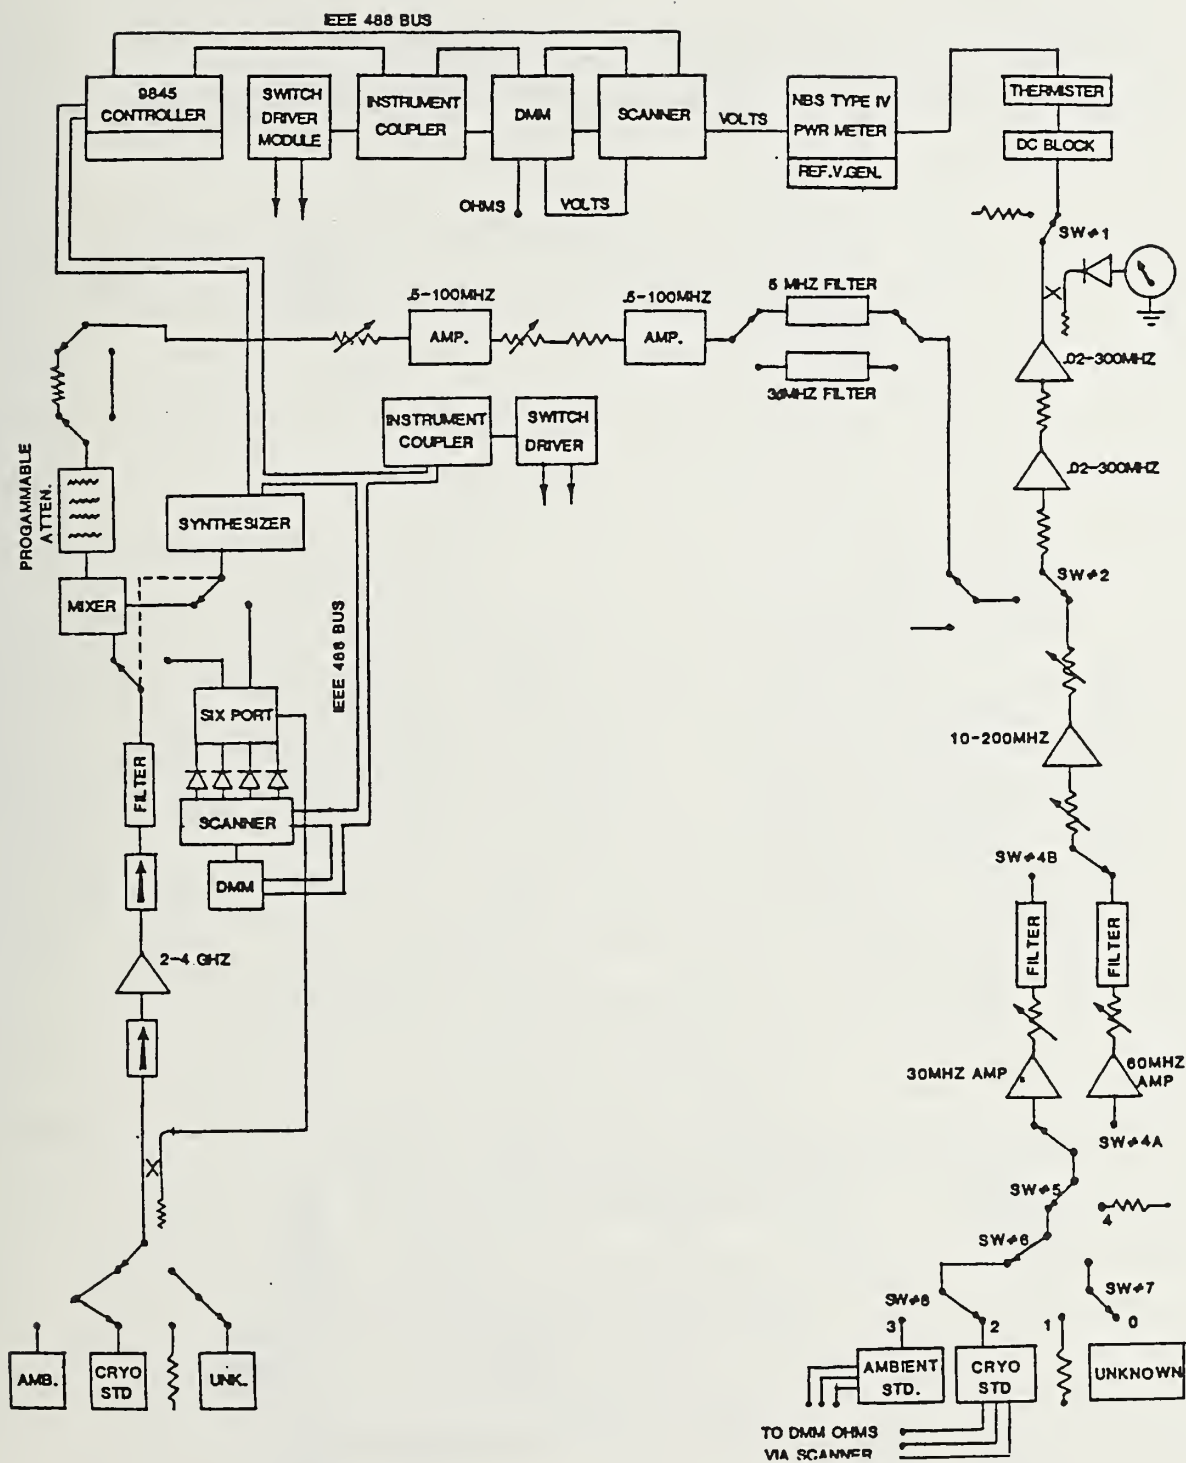 IEEE 488 BUS
9845
CONTROLLER
SWITCH
DRIVER
MODULE
INSTRUMENT
COUPLER
DMM
SCANNER
VOLTS
NBS TYPE IV
PWR METER
REF.V.GEN.
THERMISTER
DC BLOCK
OHMS
VOLTS
SW#1
.5-100MHZ
AMP.
.5-100MHZ
AMP.
5 MHZ FILTER
30MHZ FILTER
.02-300MHZ
.02-300MHZ
INSTRUMENT
COUPLER
SWITCH
DRIVER
PROGAMMABLE
ATTEN.
SYNTHESIZER
MIXER
SW#2
IEEE 488 BUS
SIX PORT
10-200MHZ
FILTER
SCANNER
DMM
SW#4B
FILTER
FILTER
2-4 GHZ
30MHZ AMP
60MHZ
AMP
SW#4A
SW#5
4
SW#6
SW#7
SW#8
3
2
1
0
AMB.
CRYO
STD
UNK.
AMBIENT
STD.
CRYO
STD
UNKNOWN
TO DMM OHMS
VIA SCANNER